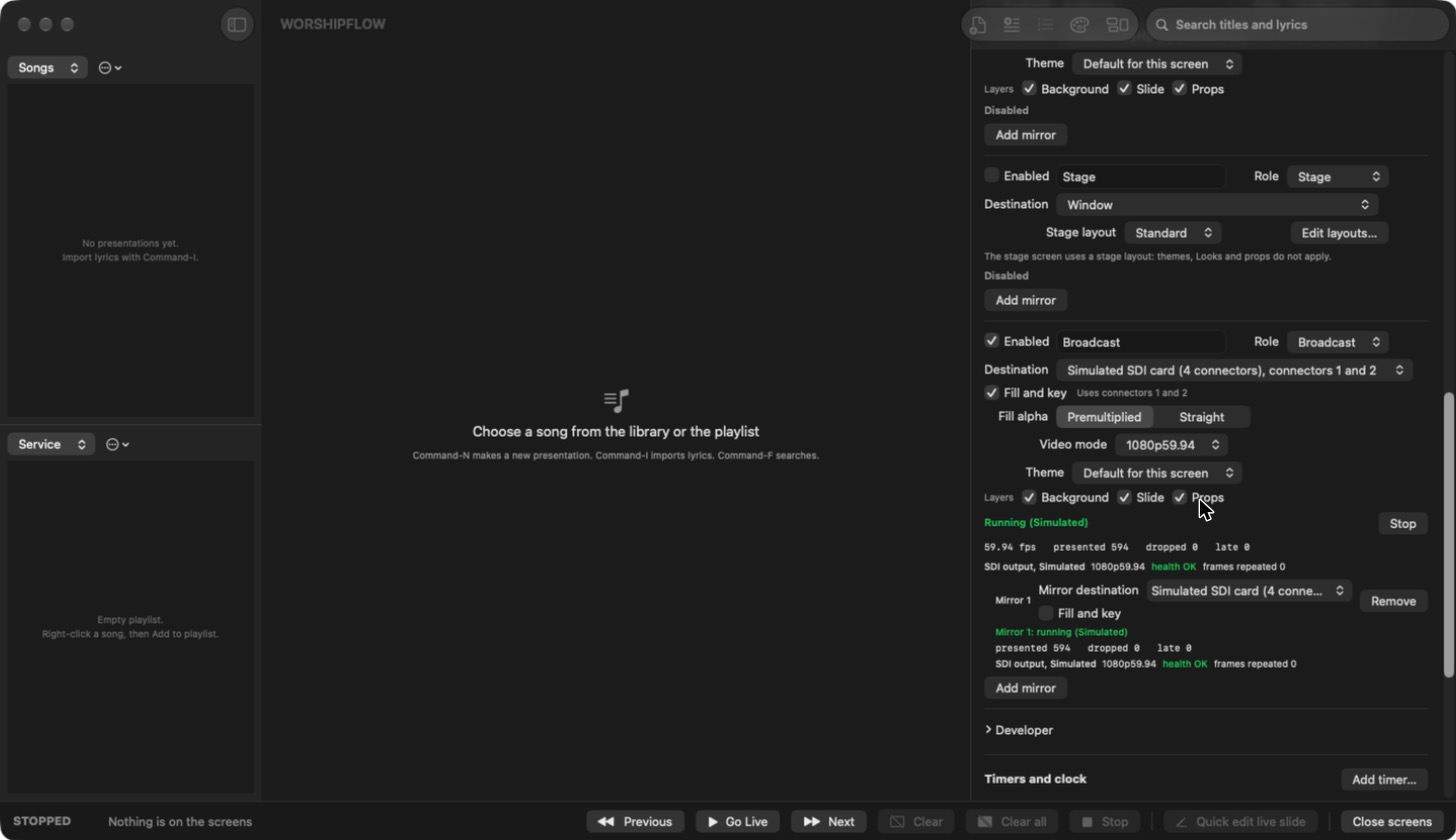 WORSHIPFLOW
Search titles and lyrics
Songs
No presentations yet.
Import lyrics with Command-I.
Service
Empty playlist.
Right-click a song, then Add to playlist.
Choose a song from the library or the playlist
Command-N makes a new presentation. Command-I imports lyrics. Command-F searches.
Theme Default for this screen
Layers Background Slide Props
Disabled
Add mirror
Enabled Stage Role Stage
Destination Window
Stage layout Standard Edit layouts...
The stage screen uses a stage layout: themes, Looks and props do not apply.
Disabled
Add mirror
Enabled Broadcast Role Broadcast
Destination Simulated SDI card (4 connectors), connectors 1 and 2
Fill and key Uses connectors 1 and 2
Fill alpha Premultiplied Straight
Video mode 1080p59.94
Theme Default for this screen
Layers Background Slide Props
Running (Simulated) Stop
59.94 fps presented 594 dropped 0 late 0
SDI output, Simulated 1080p59.94 health OK frames repeated 0
Mirror 1 Mirror destination Simulated SDI card (4 conne... Remove
Fill and key
Mirror 1: running (Simulated)
presented 594 dropped 0 late 0
SDI output, Simulated 1080p59.94 health OK frames repeated 0
Add mirror
Developer
Timers and clock Add timer...
STOPPED Nothing is on the screens Previous Go Live Next Clear Clear all Stop Quick edit live slide Close screens